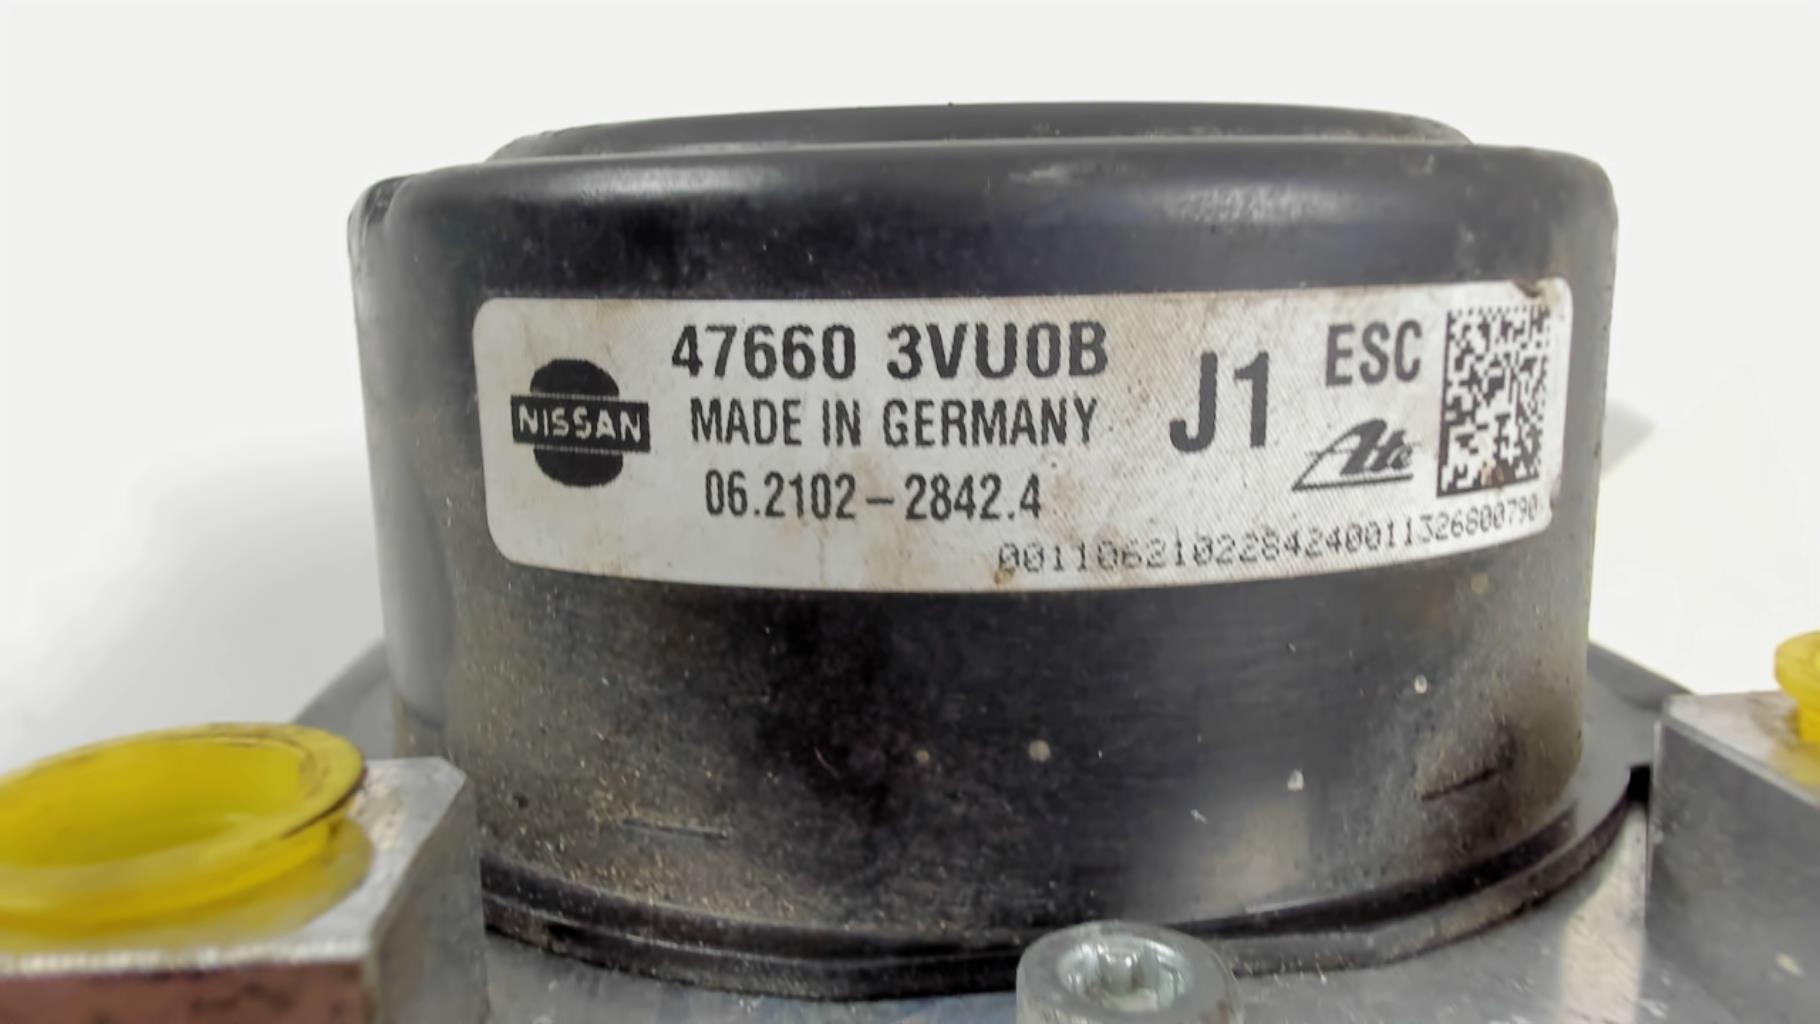 NISSAN
47660 3VU0B
MADE IN GERMANY
06.2102-2842.4
J1
ESC
Ate
00110621022842400113268007​90